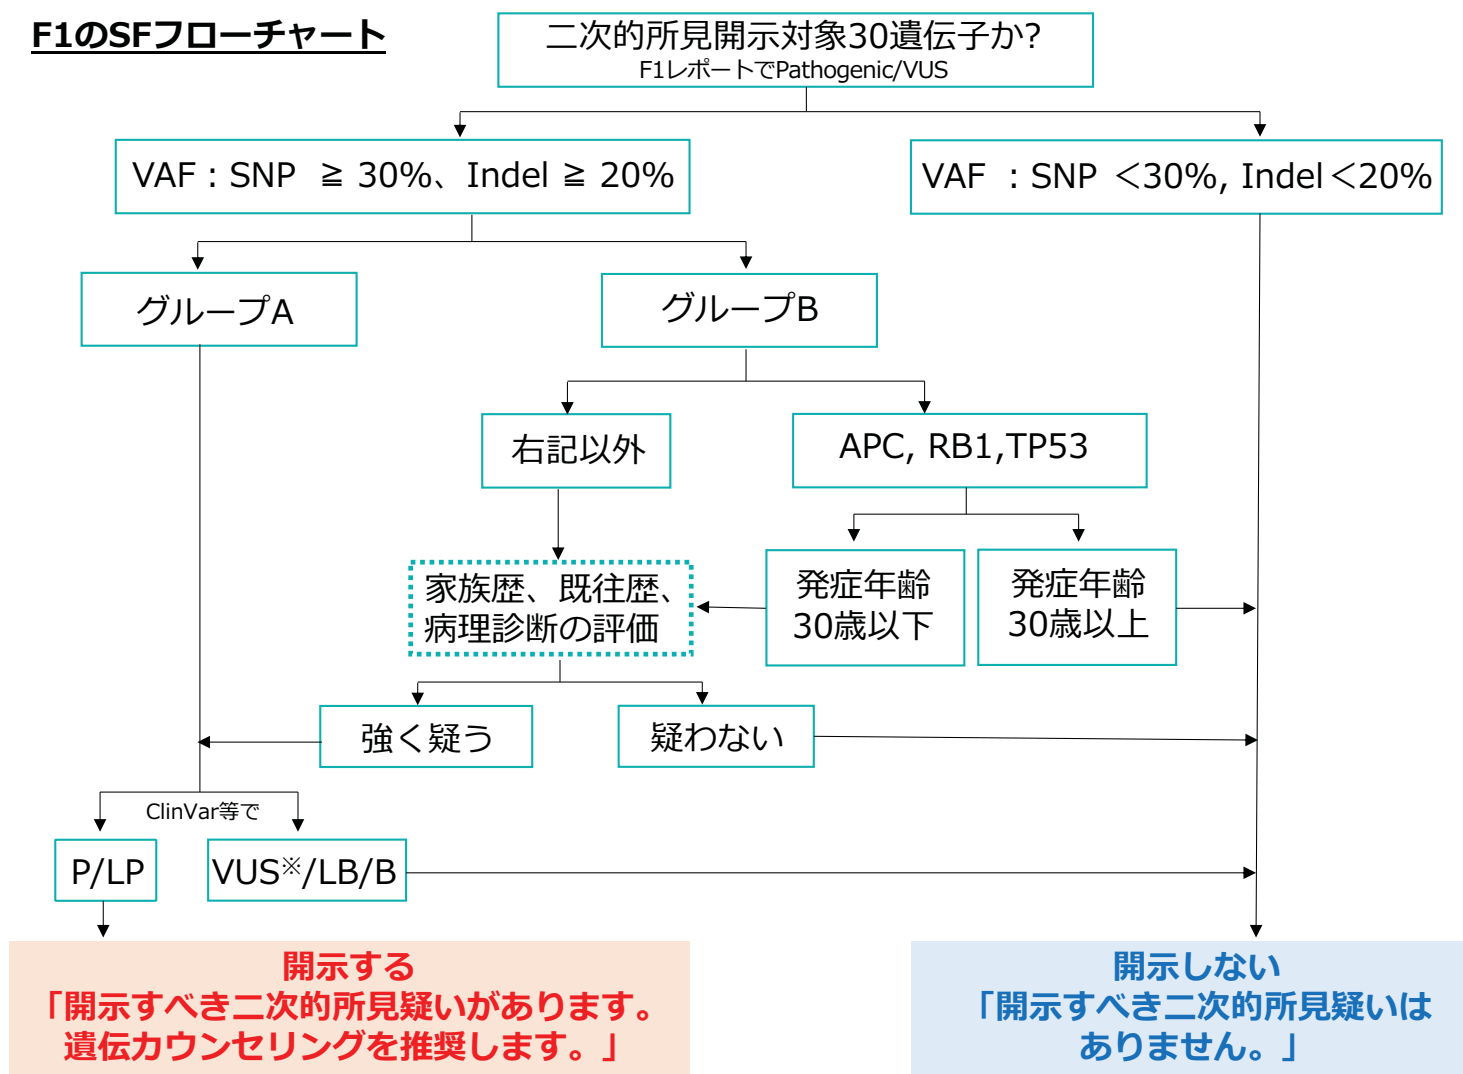 F1のSFフローチャート
二次的所見開示対象30遺伝子か?
F1レポートでPathogenic/VUS
VAF : SNP ≧ 30%、Indel ≧ 20%
VAF : SNP <30%, Indel<20%
グループA
グループB
右記以外
APC, RB1,TP53
家族歴、既往歴、
病理診断の評価
発症年齢
30歳以下
発症年齢
30歳以上
強く疑う
疑わない
ClinVar等で
P/LP
VUS※/LB/B
開示する
「開示すべき二次的所見疑いがあります。
遺伝カウンセリングを推奨します。」
開示しない
「開示すべき二次的所見疑いは
ありません。」